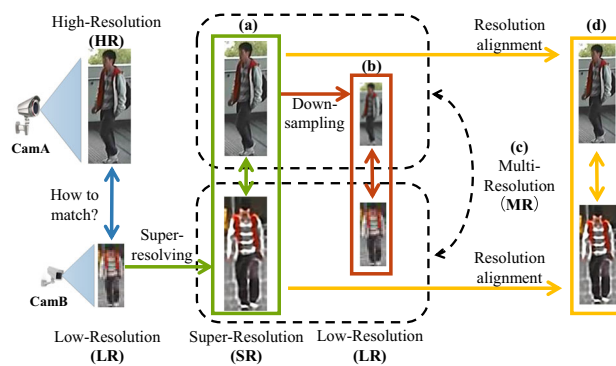 High-Resolution
(HR)
CamA
How to
match?
CamB
Low-Resolution
(LR)
Super-
resolving
(a)
Super-Resolution
(SR)
Down-
sampling
(b)
Low-Resolution
(LR)
(c)
Multi-
Resolution
（MR）
Resolution
alignment
Resolution
alignment
(d)